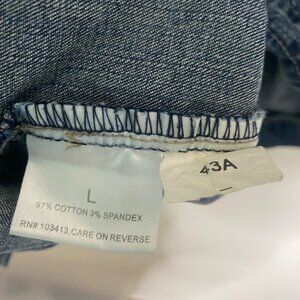 L
97% COTTON 3% SPANDEX
RN# 103413 CARE ON REVERSE
43A